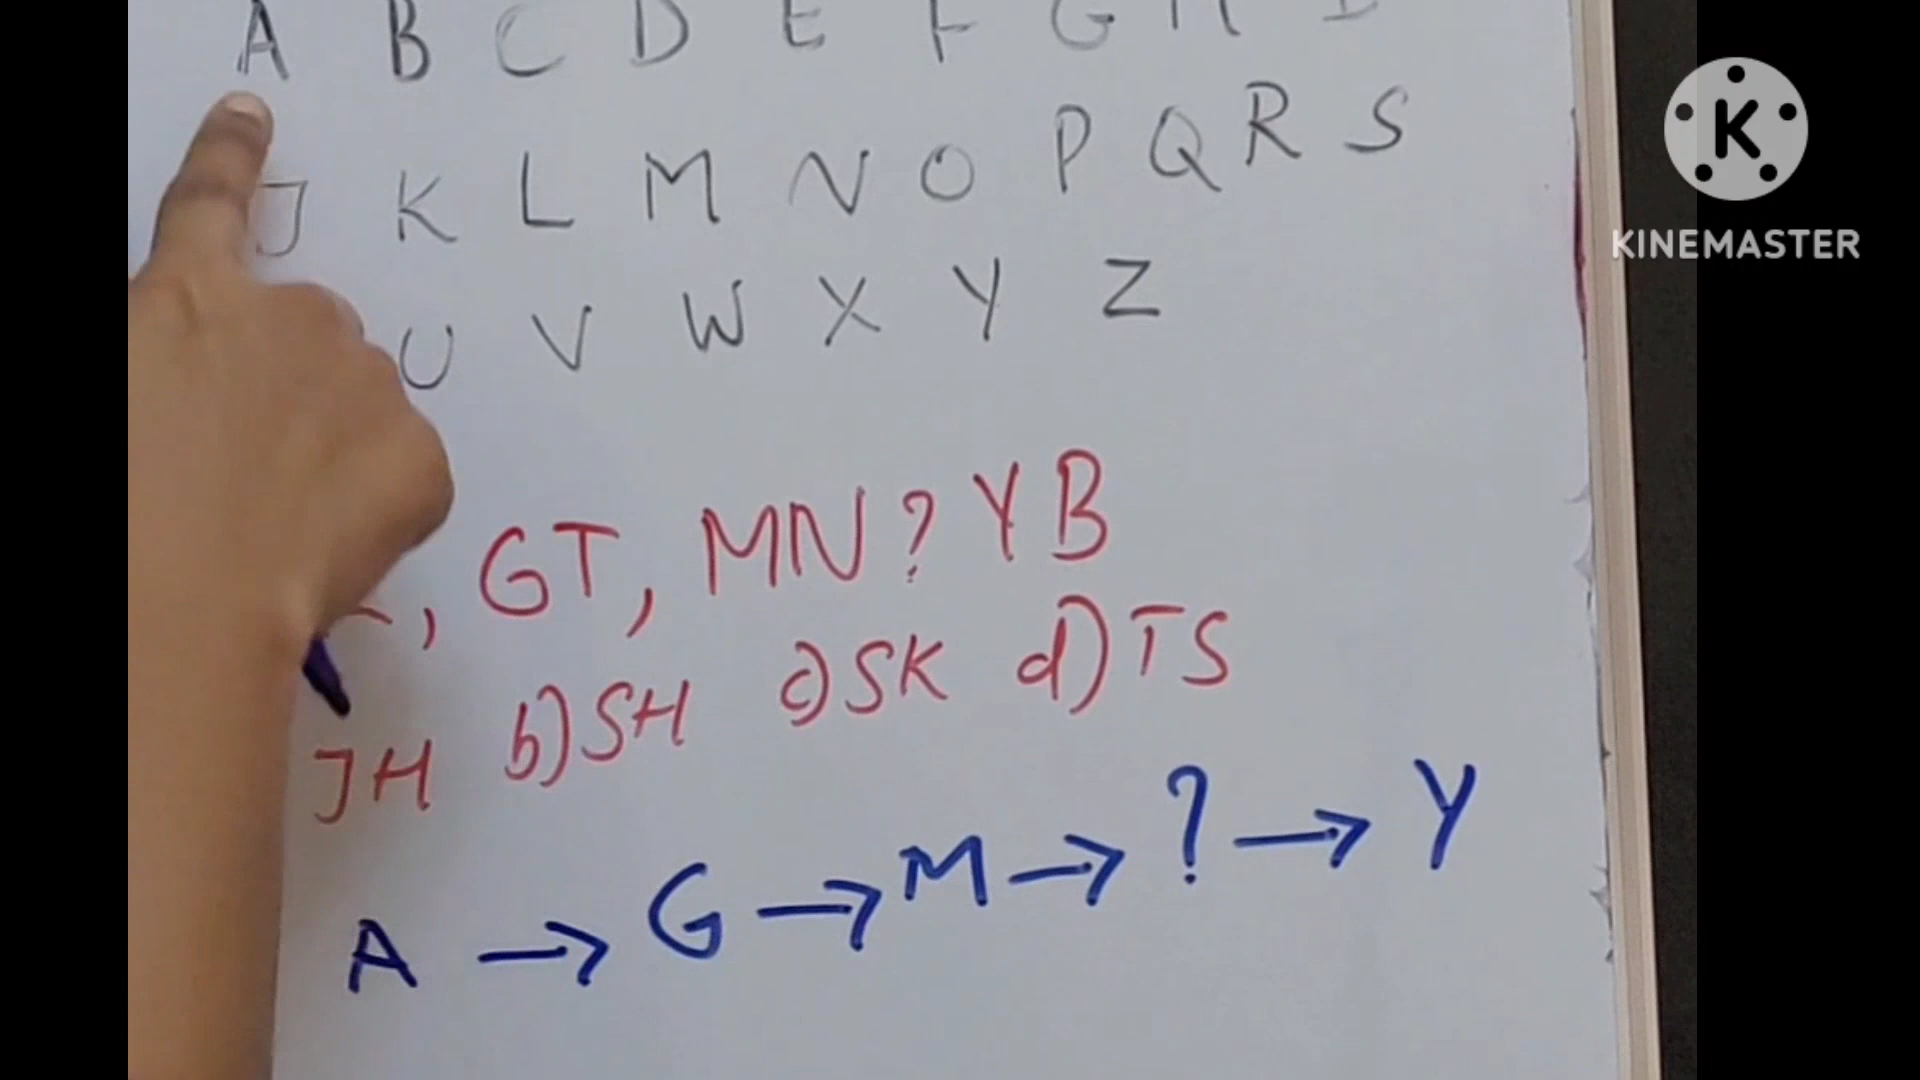 A B C D E F G H I
J K L M N O P Q R S
U V W X Y Z
, GT, MN ? YB
JH b) SH c) SK d) TS
A → G → M → ? → Y
K
KINEMASTER